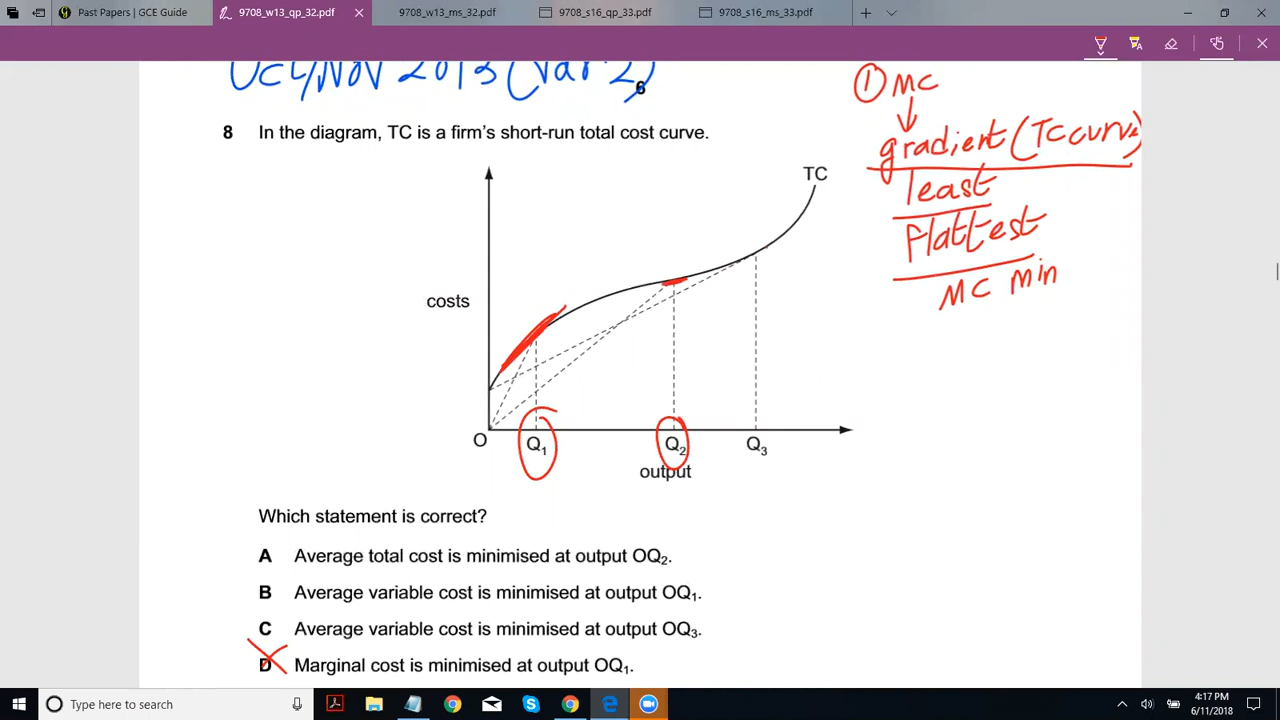 Past Papers | GCE Guide
9708_w13_qp_32.pdf
9708_w13_ms_32.pdf
9708_s16_qp_33.pdf
9708_s16_ms_33.pdf
Oct/Nov 2013 (Var 2)
6
① MC
gradient (TC curve)
least
flattest
MC min
8 In the diagram, TC is a firm's short-run total cost curve.
TC
costs
O
Q1
Q2
Q3
output
Which statement is correct?
A Average total cost is minimised at output OQ2.
B Average variable cost is minimised at output OQ1.
C Average variable cost is minimised at output OQ3.
D Marginal cost is minimised at output OQ1.
Type here to search
4:17 PM
6/11/2018